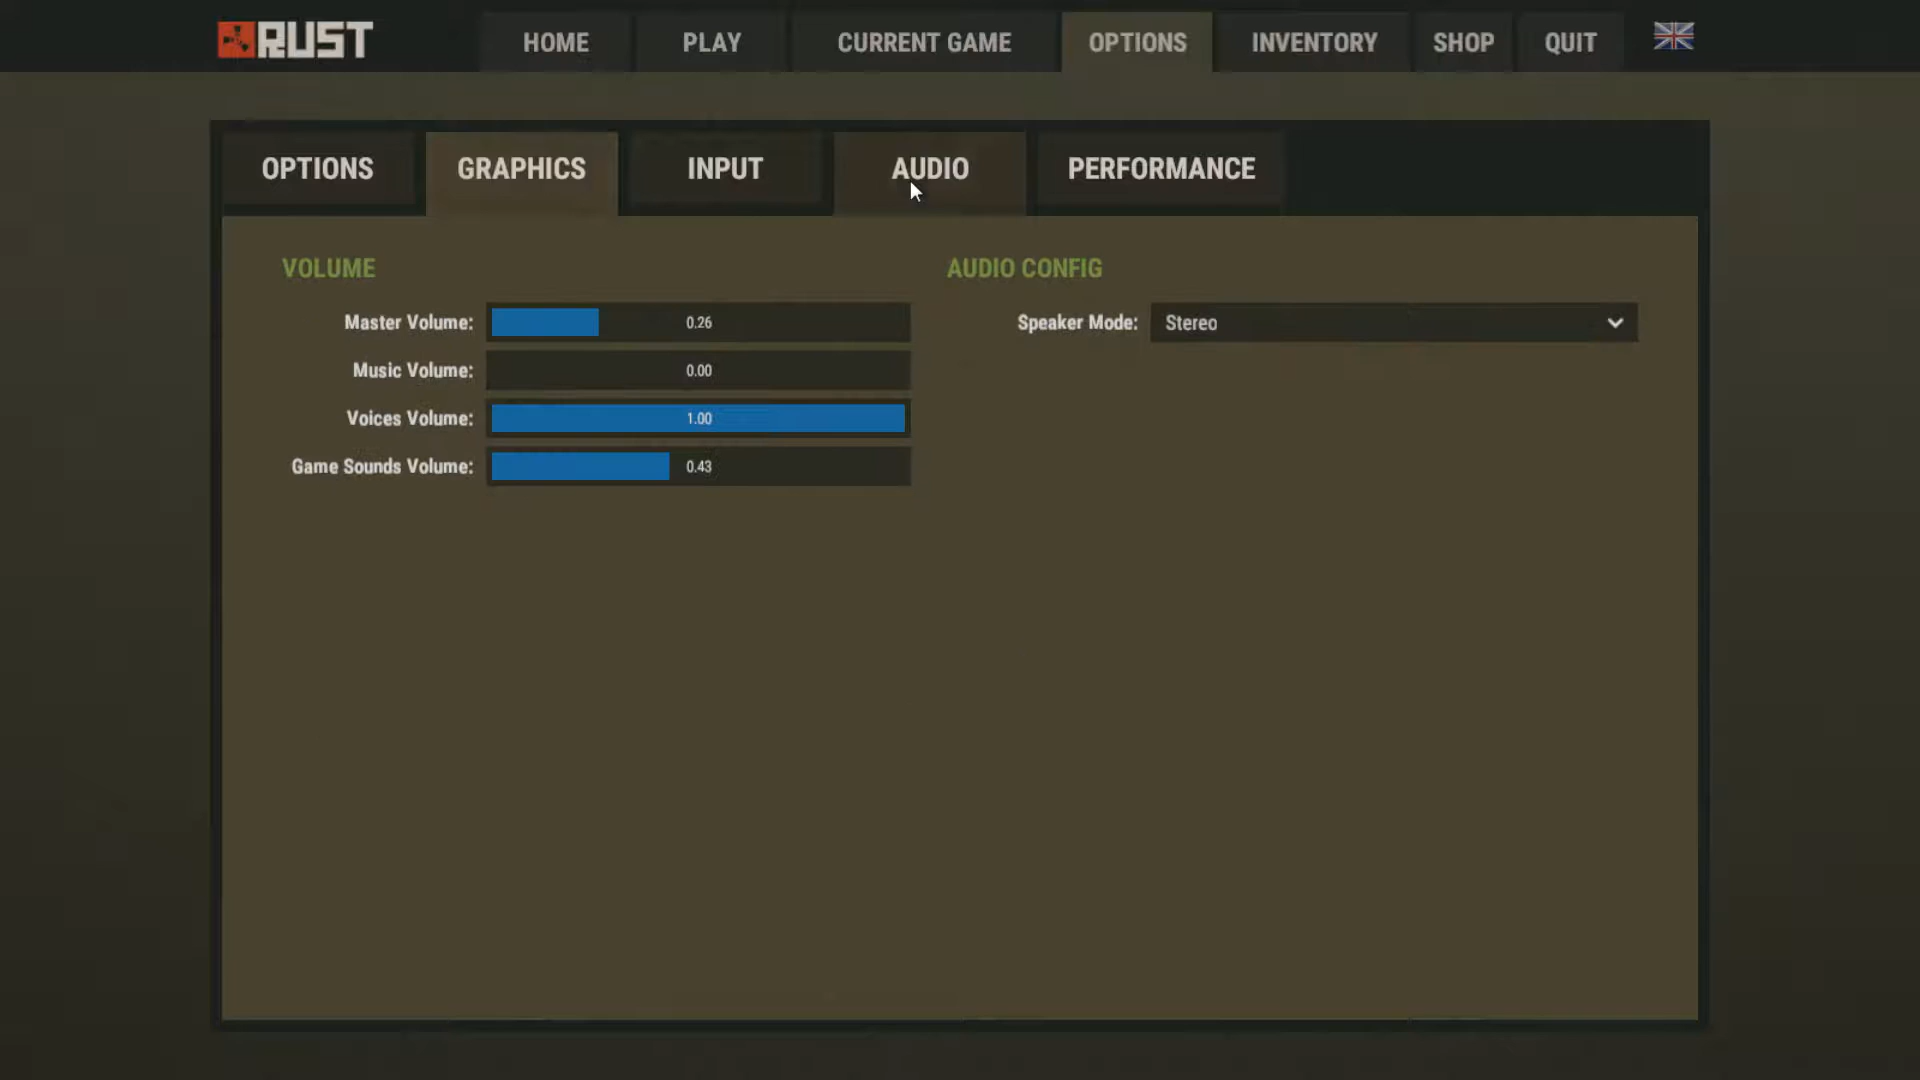 RUST HOME PLAY CURRENT GAME OPTIONS INVENTORY SHOP QUIT
OPTIONS GRAPHICS INPUT AUDIO PERFORMANCE
VOLUME AUDIO CONFIG
Master Volume: 0.26 Speaker Mode: Stereo
Music Volume: 0.00
Voices Volume: 1.00
Game Sounds Volume: 0.43